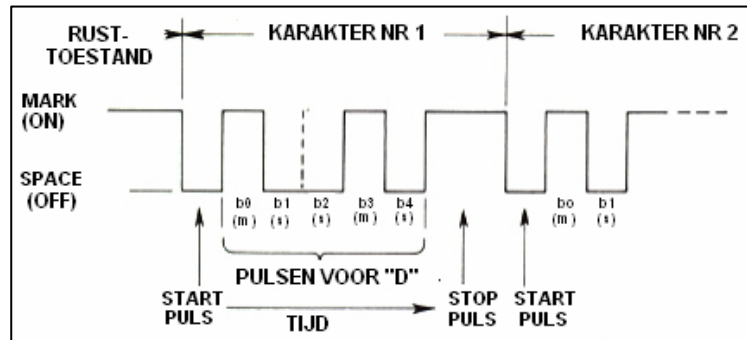 RUST-
TOESTAND
KARAKTER NR 1
KARAKTER NR 2
MARK
(ON)
SPACE
(OFF)
b0 b1 b2 b3 b4 bo b1
(m) (s) (s) (m) (s) (m) (s)
PULSEN VOOR "D"
START
PULS
TIJD
STOP
PULS
START
PULS